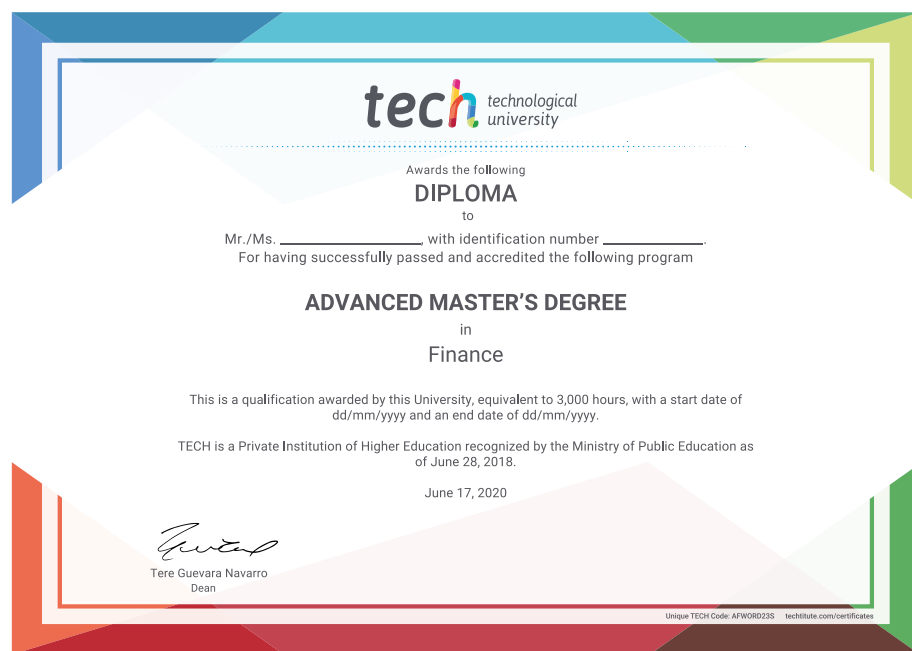 tech technological
university
Awards the following
DIPLOMA
to
Mr./Ms. ____________________, with identification number ______________.
For having successfully passed and accredited the following program
ADVANCED MASTER'S DEGREE
in
Finance
This is a qualification awarded by this University, equivalent to 3,000 hours, with a start date of
dd/mm/yyyy and an end date of dd/mm/yyyy.
TECH is a Private Institution of Higher Education recognized by the Ministry of Public Education as
of June 28, 2018.
June 17, 2020
Tere Guevara Navarro
Dean
Unique TECH Code: AFWORD23S techtitute.com/certificates